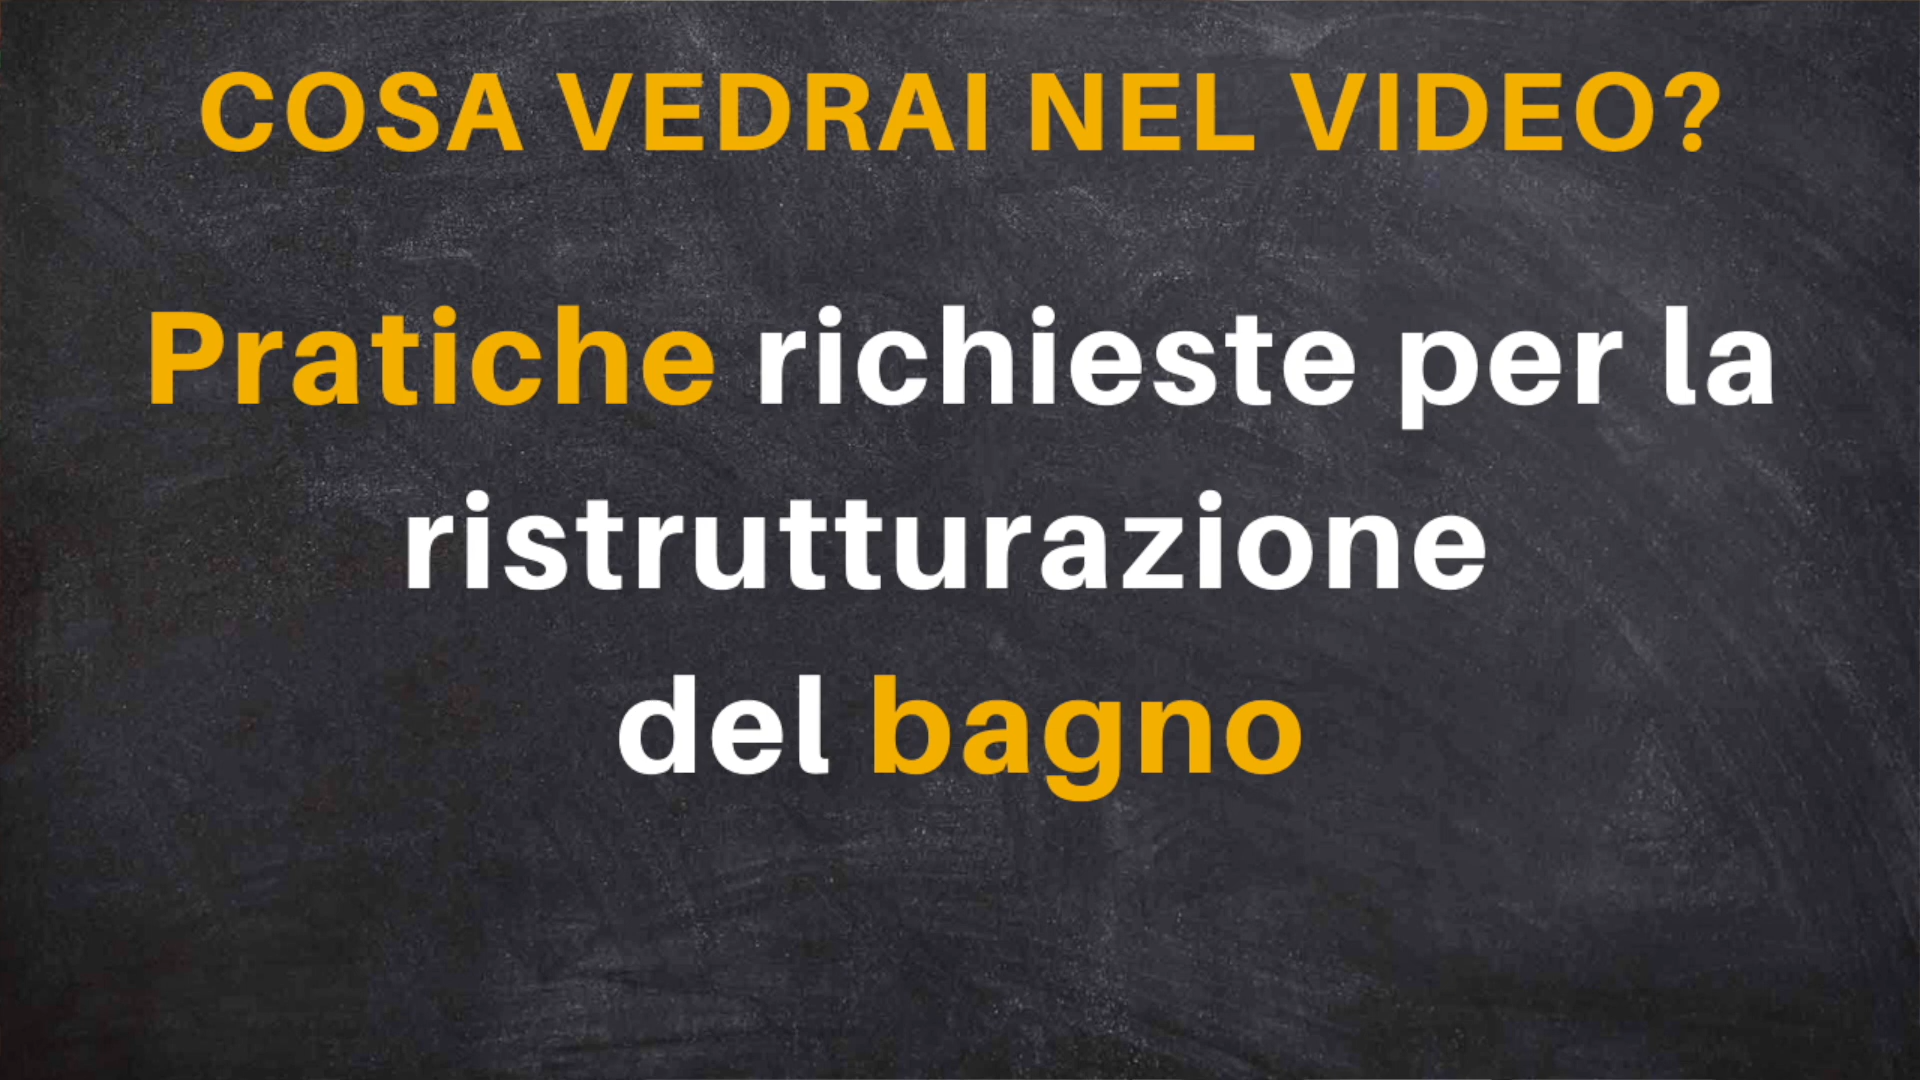 COSA VEDRAI NEL VIDEO?
Pratiche richieste per la
ristrutturazione
del bagno